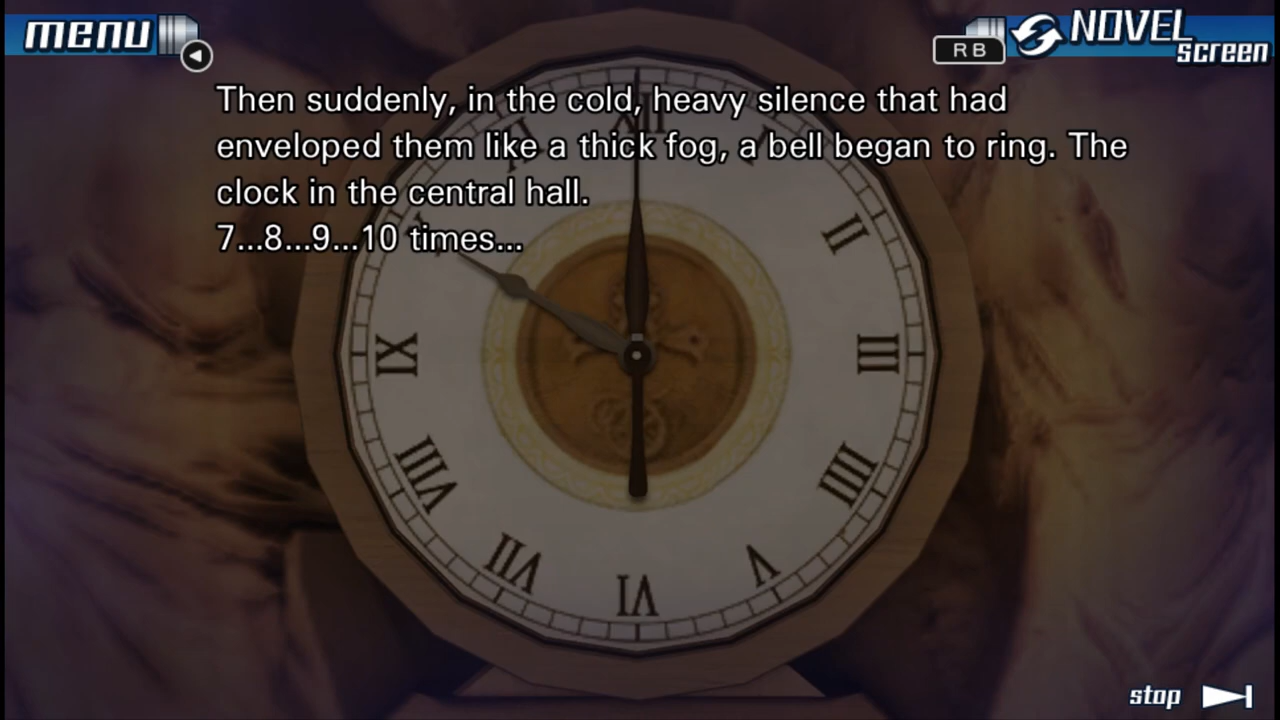 menu
RB
NOVEL
screen
Then suddenly, in the cold, heavy silence that had
enveloped them like a thick fog, a bell began to ring. The
clock in the central hall.
7...8...9...10 times...
XII
I
II
III
IIII
V
VI
VII
VIII
IX
X
XI
stop